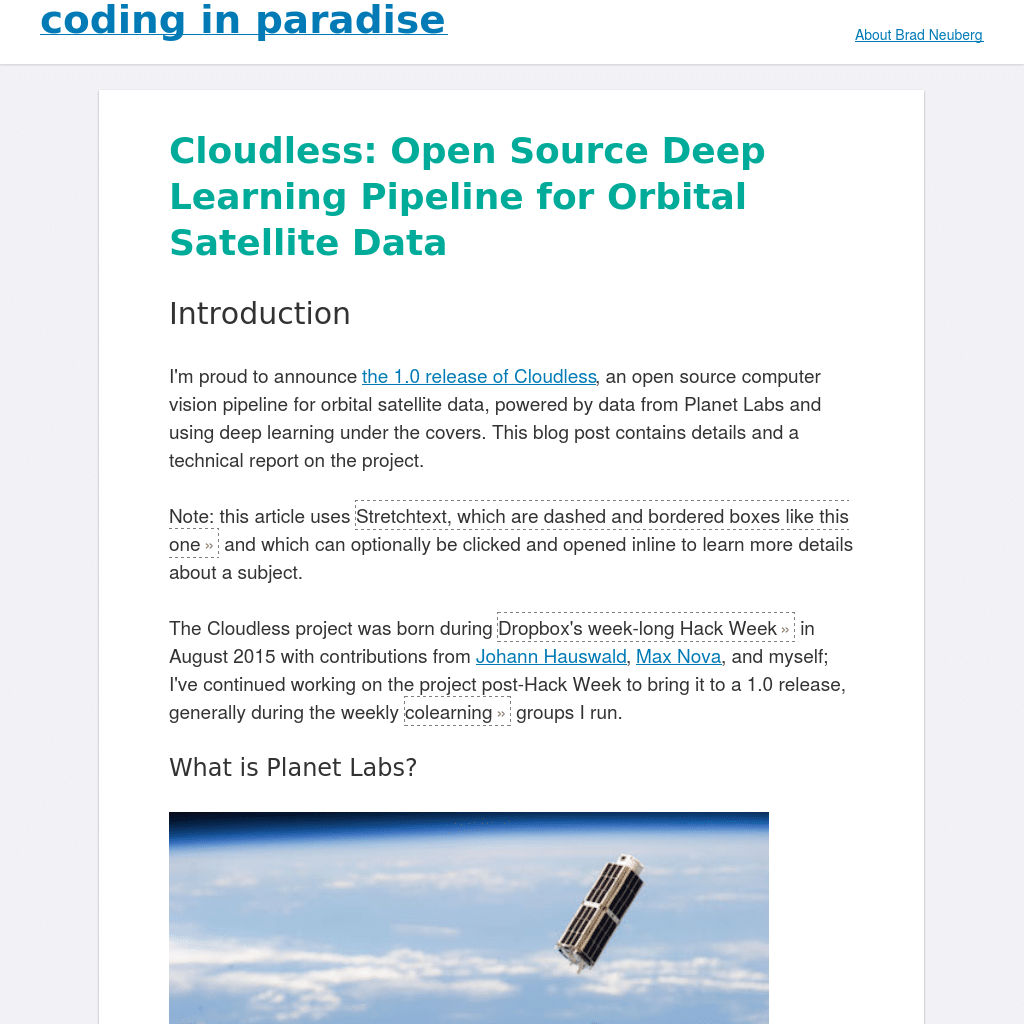 coding in paradise
About Brad Neuberg
Cloudless: Open Source Deep
Learning Pipeline for Orbital
Satellite Data
Introduction
I'm proud to announce the 1.0 release of Cloudless, an open source computer
vision pipeline for orbital satellite data, powered by data from Planet Labs and
using deep learning under the covers. This blog post contains details and a
technical report on the project.
Note: this article uses Stretchtext, which are dashed and bordered boxes like this
one » and which can optionally be clicked and opened inline to learn more details
about a subject.
The Cloudless project was born during Dropbox's week-long Hack Week » in
August 2015 with contributions from Johann Hauswald, Max Nova, and myself;
I've continued working on the project post-Hack Week to bring it to a 1.0 release,
generally during the weekly colearning » groups I run.
What is Planet Labs?